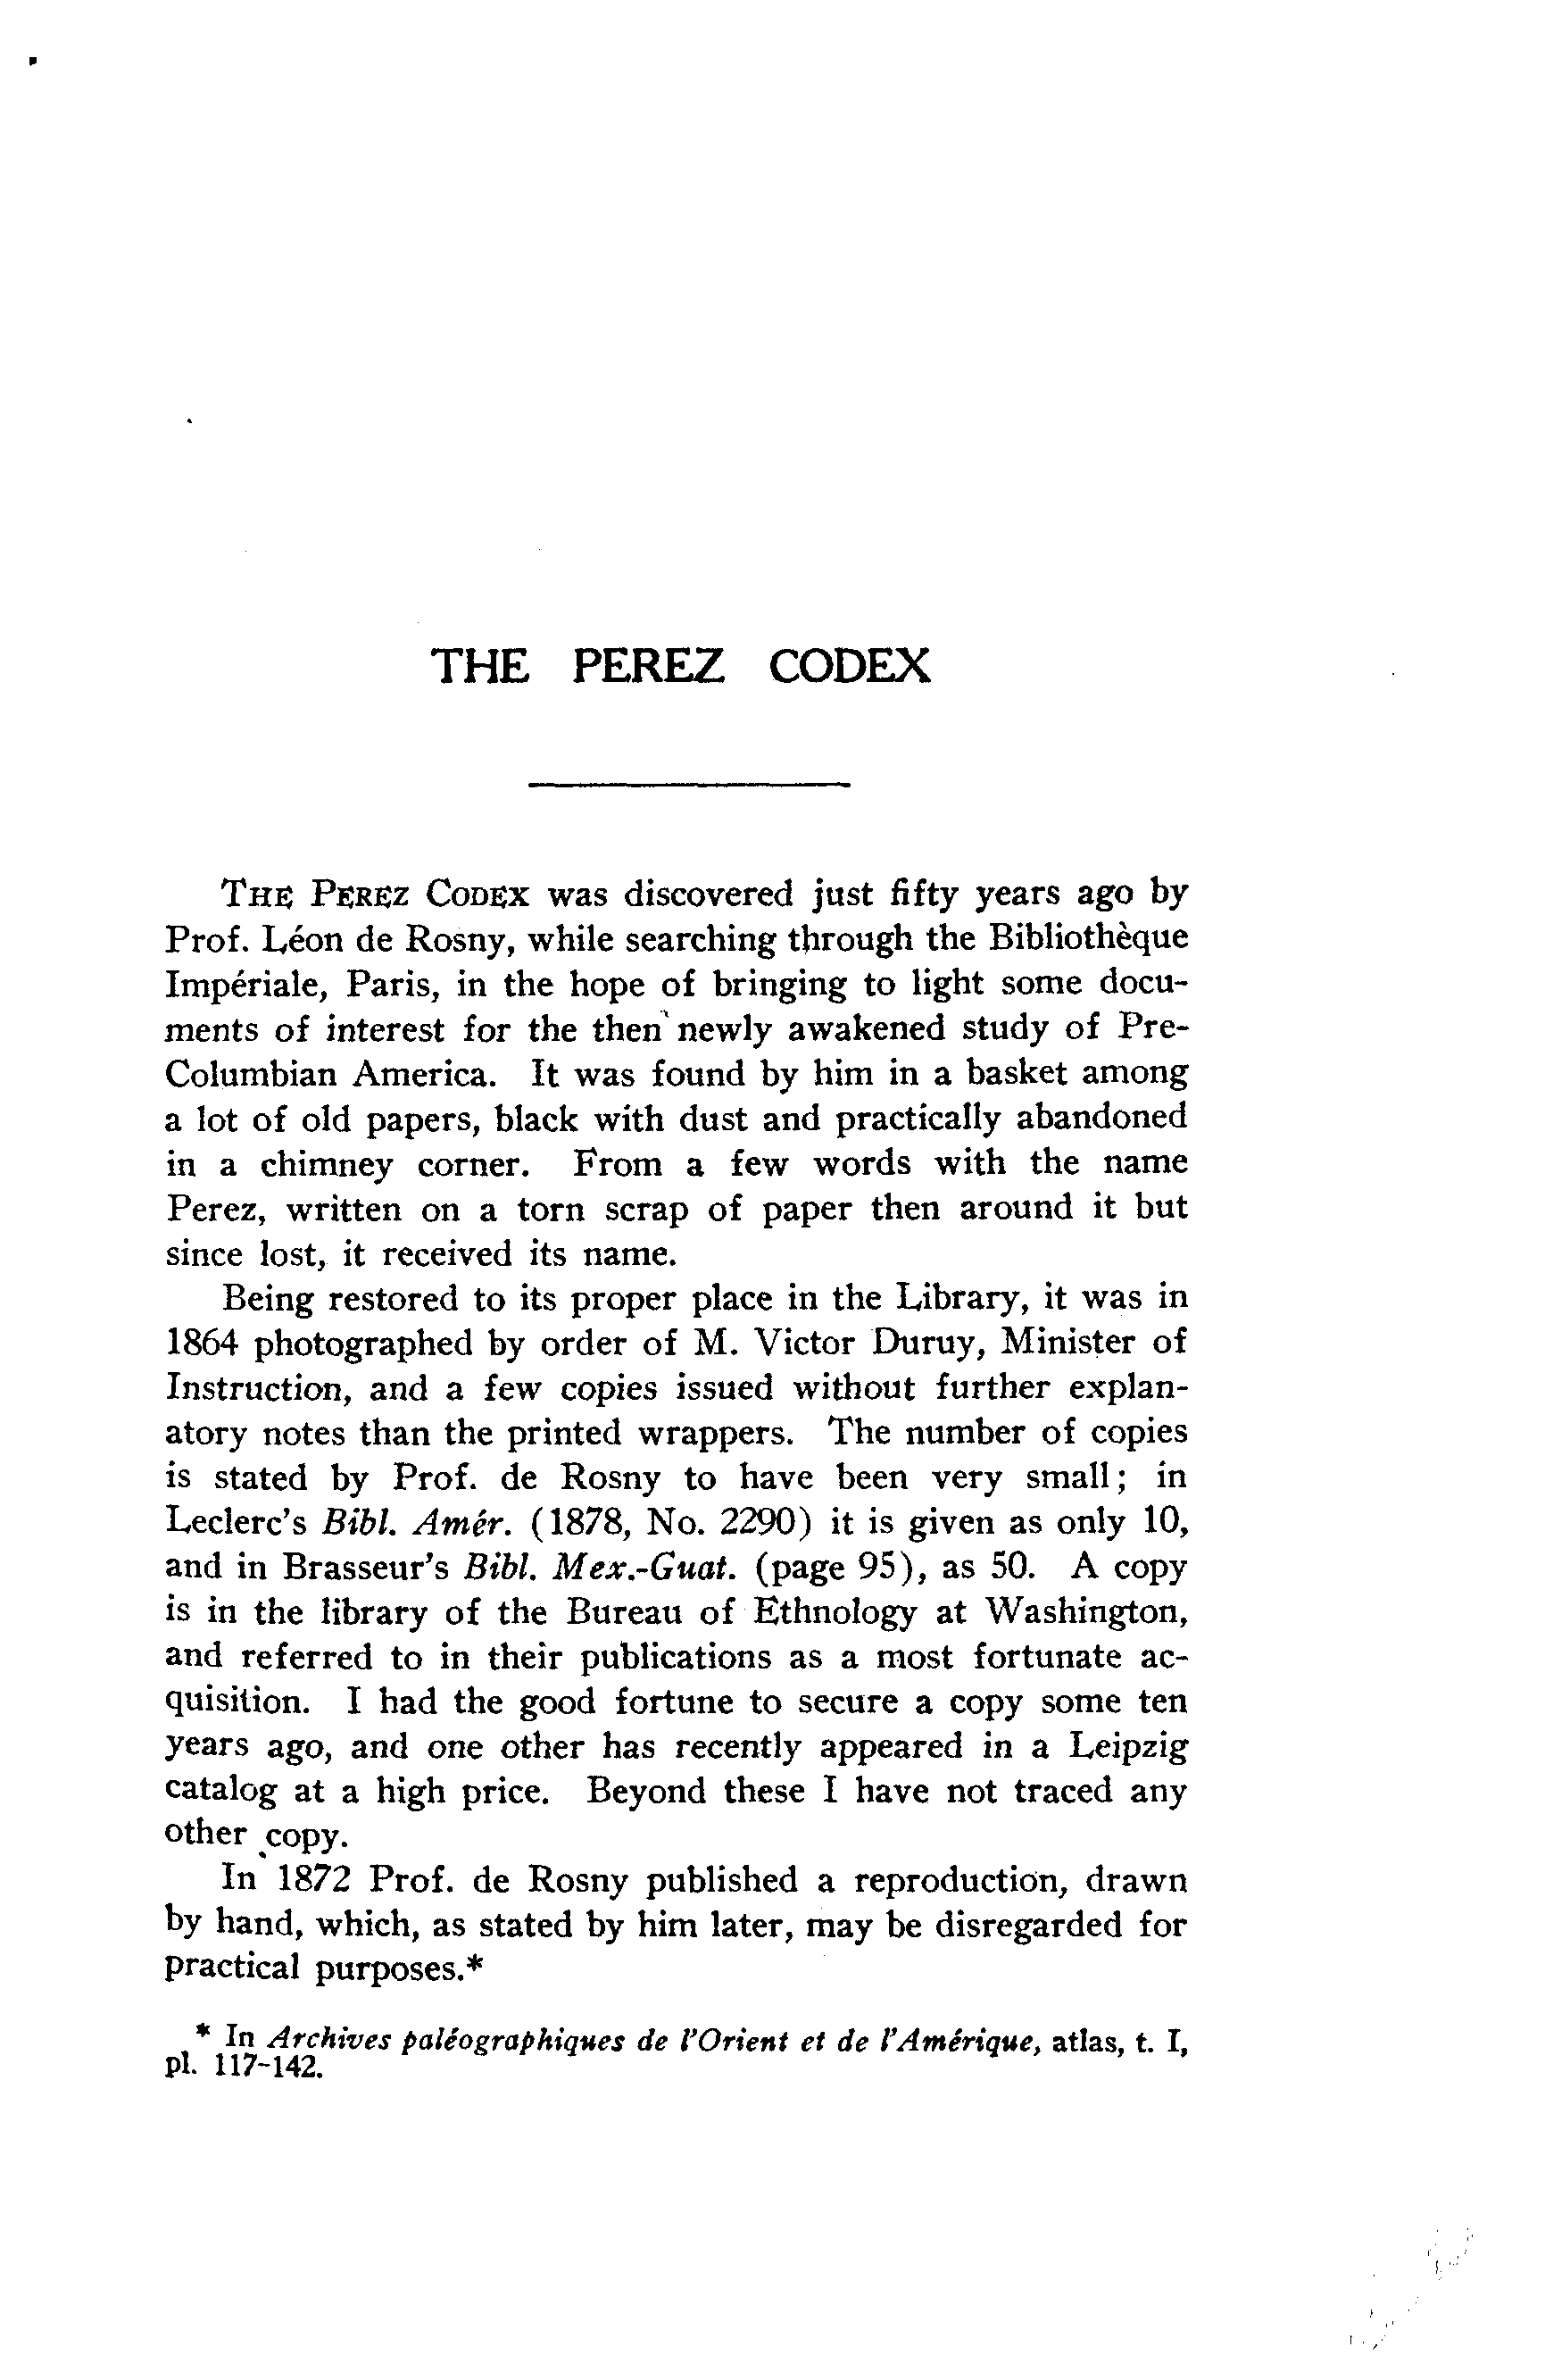 THE PEREZ CODEX
THE PEREZ CODEX was discovered just fifty years ago by
Prof. Léon de Rosny, while searching through the Bibliothèque
Impériale, Paris, in the hope of bringing to light some docu-
ments of interest for the then newly awakened study of Pre-
Columbian America. It was found by him in a basket among
a lot of old papers, black with dust and practically abandoned
in a chimney corner. From a few words with the name
Perez, written on a torn scrap of paper then around it but
since lost, it received its name.
Being restored to its proper place in the Library, it was in
1864 photographed by order of M. Victor Duruy, Minister of
Instruction, and a few copies issued without further explan-
atory notes than the printed wrappers. The number of copies
is stated by Prof. de Rosny to have been very small; in
Leclerc's Bibl. Amér. (1878, No. 2290) it is given as only 10,
and in Brasseur's Bibl. Mex.-Guat. (page 95), as 50. A copy
is in the library of the Bureau of Ethnology at Washington,
and referred to in their publications as a most fortunate ac-
quisition. I had the good fortune to secure a copy some ten
years ago, and one other has recently appeared in a Leipzig
catalog at a high price. Beyond these I have not traced any
other copy.
In 1872 Prof. de Rosny published a reproduction, drawn
by hand, which, as stated by him later, may be disregarded for
practical purposes.*
* In Archives paléographiques de l'Orient et de l'Amérique, atlas, t. I,
pl. 117-142.